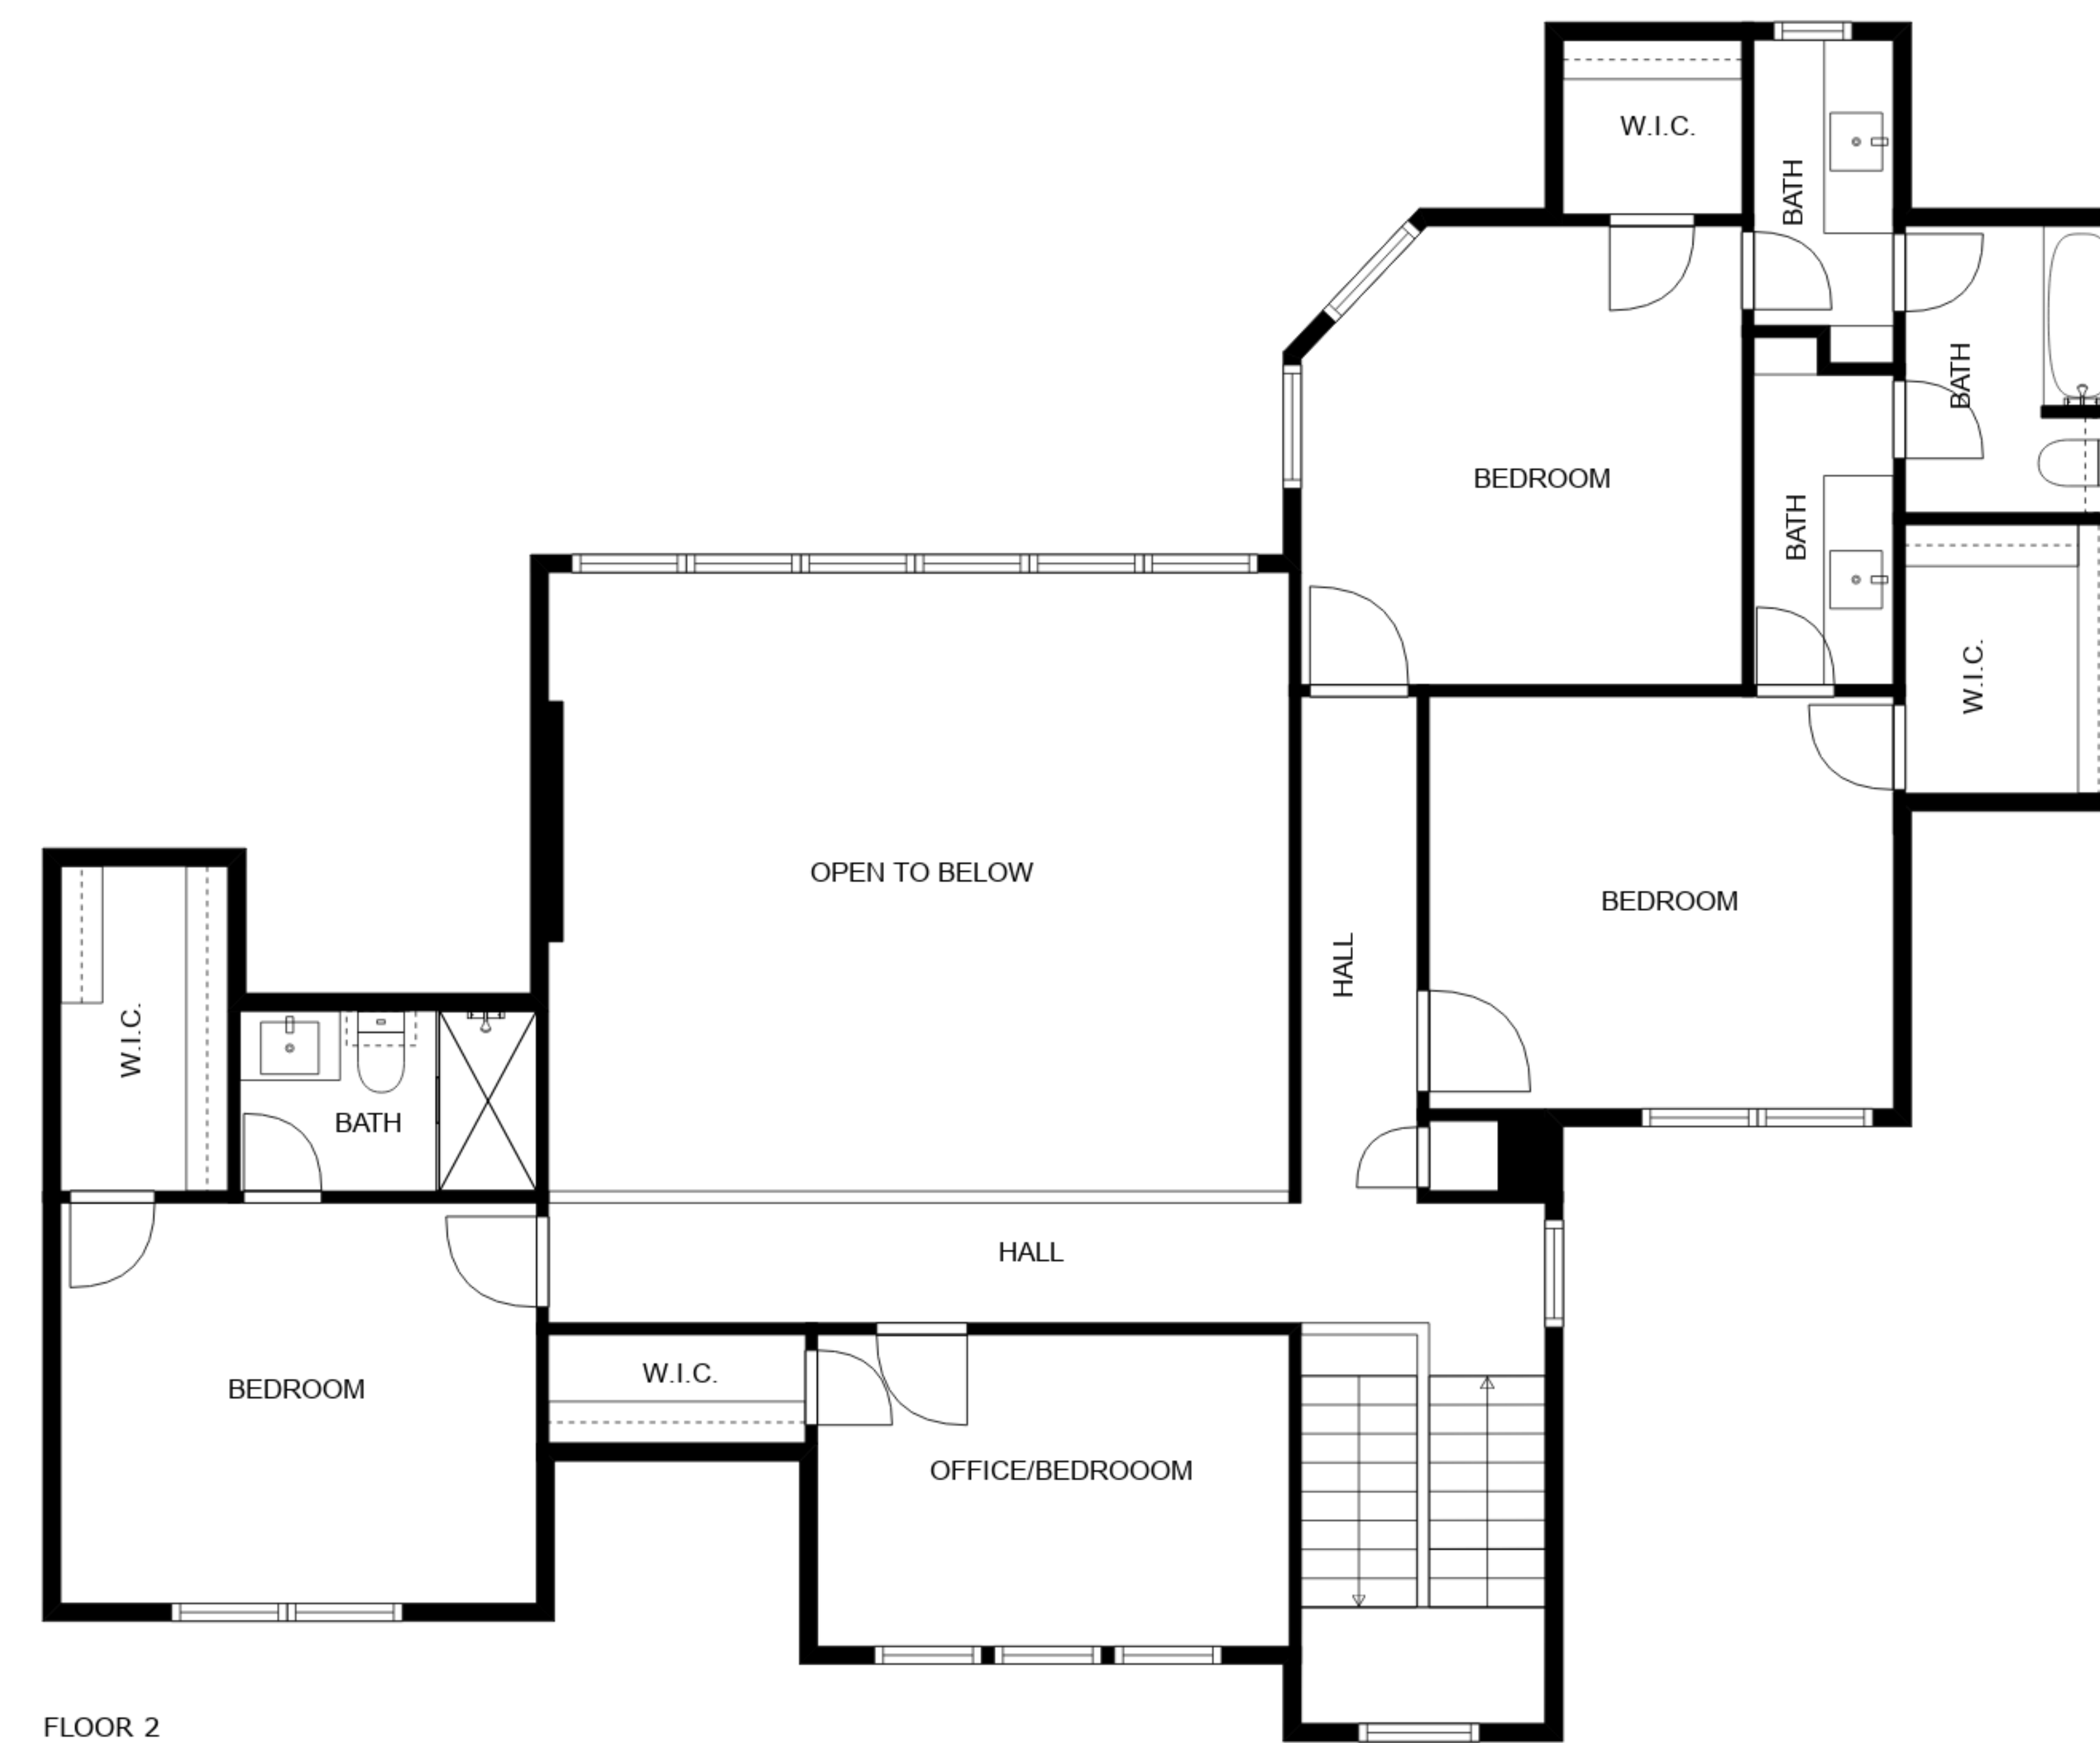 W.I.C.
BATH
BATH
BEDROOM
BATH
W.I.C.
OPEN TO BELOW
BEDROOM
HALL
W.I.C.
BATH
HALL
W.I.C.
BEDROOM
OFFICE/BEDROOOM
FLOOR 2